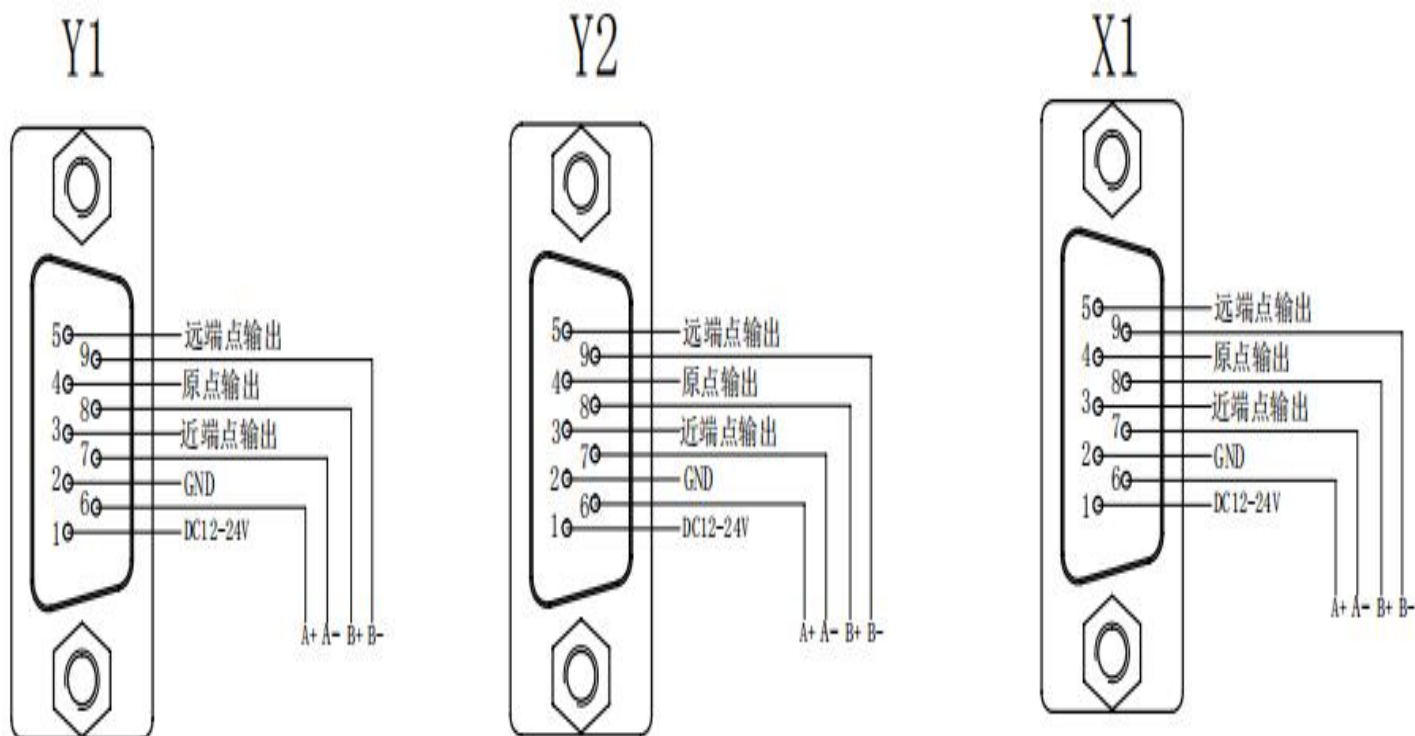 Y1
5 远端点输出
9
4 原点输出
8
3 近端点输出
7
2 GND
6
1 DC12-24V
A+ A- B+ B-
Y2
5 远端点输出
9
4 原点输出
8
3 近端点输出
7
2 GND
6
1 DC12-24V
A+ A- B+ B-
X1
5 远端点输出
9
4 原点输出
8
3 近端点输出
7
2 GND
6
1 DC12-24V
A+ A- B+ B-